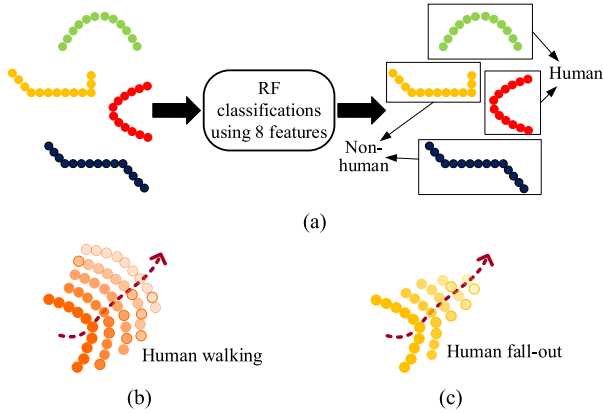 RF
classifications
using 8 features
Human
Non-
human
(a)
Human walking
Human fall-out
(b)
(c)